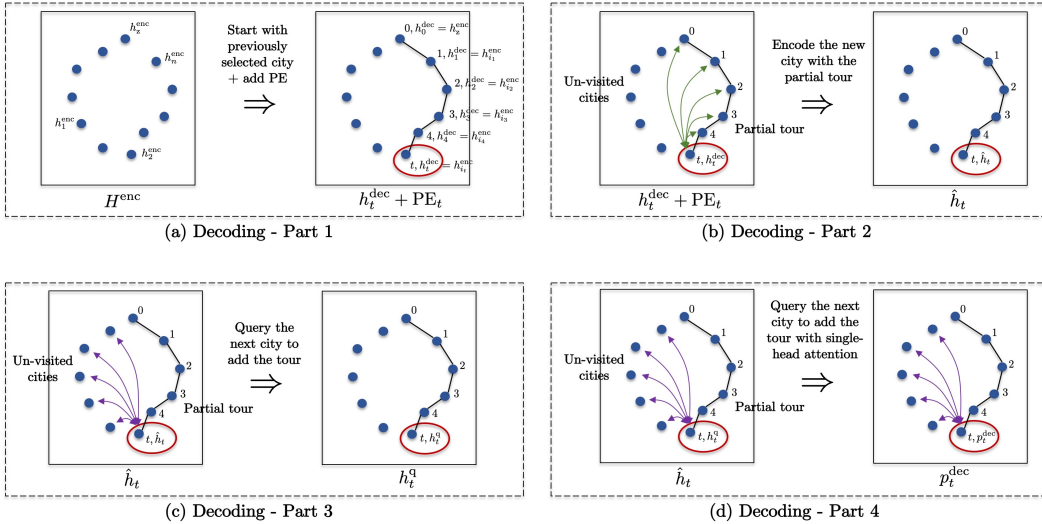 h_z^enc
h_n^enc
h_1^enc
h_2^enc
H^enc
Start with
previously
selected city
+ add PE
⇒
0, h_0^dec = h_z^enc
1, h_1^dec = h_{i_1}^enc
2, h_2^dec = h_{i_2}^enc
3, h_3^dec = h_{i_3}^enc
4, h_4^dec = h_{i_4}^enc
t, h_t^dec = h_{i_t}^enc
h_t^dec + PE_t
(a) Decoding - Part 1
0
1
2
3
4
Un-visited
cities
Partial tour
t, h_t^dec
h_t^dec + PE_t
Encode the new
city with the
partial tour
⇒
0
1
2
3
4
t, ĥ_t
ĥ_t
(b) Decoding - Part 2
0
1
2
3
4
Un-visited
cities
Partial tour
t, ĥ_t
ĥ_t
Query the
next city to
add the tour
⇒
0
1
2
3
4
t, h_t^q
h_t^q
(c) Decoding - Part 3
0
1
2
3
4
Un-visited
cities
Partial tour
t, h_t^q
ĥ_t
Query the next
city to add the
tour with single-
head attention
⇒
0
1
2
3
4
t, p_t^dec
p_t^dec
(d) Decoding - Part 4